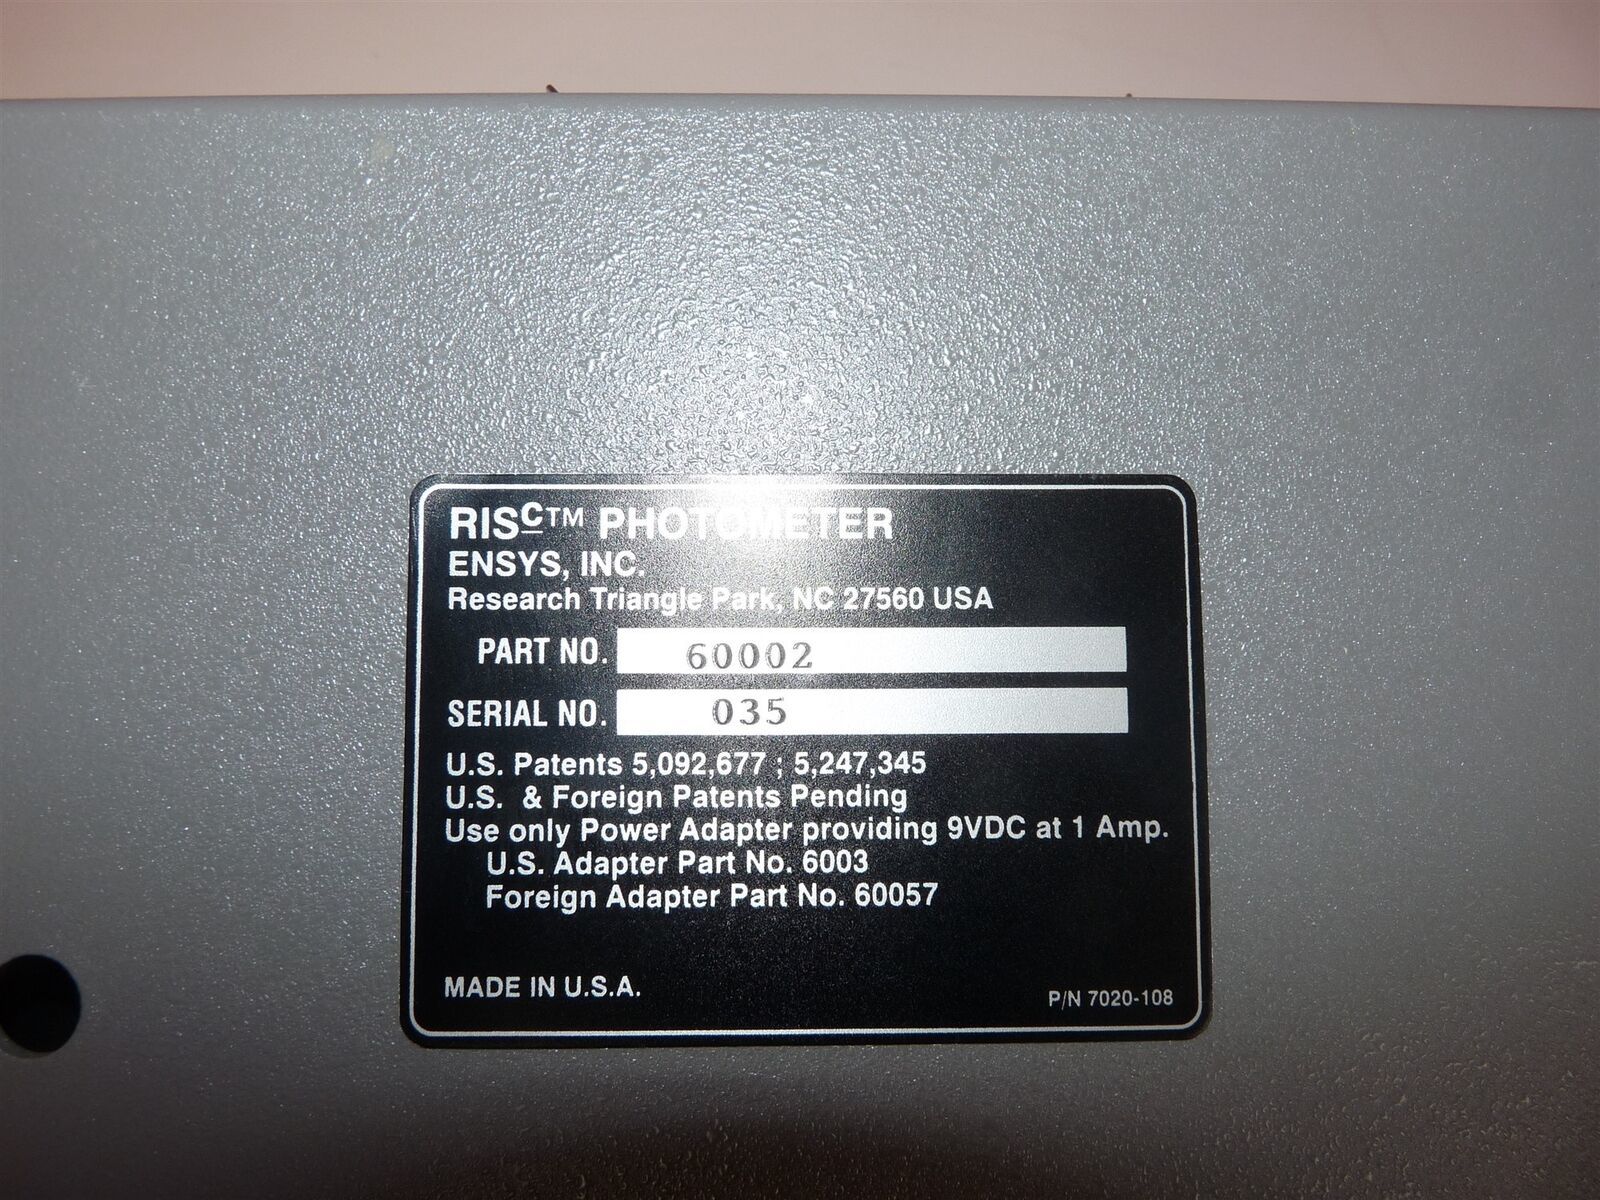 RISC™ PHOTOMETER
ENSYS, INC.
Research Triangle Park, NC 27560 USA
PART NO. 60002
SERIAL NO. 035
U.S. Patents 5,092,677 ; 5,247,345
U.S. & Foreign Patents Pending
Use only Power Adapter providing 9VDC at 1 Amp.
U.S. Adapter Part No. 6003
Foreign Adapter Part No. 60057
MADE IN U.S.A.
P/N 7020-108